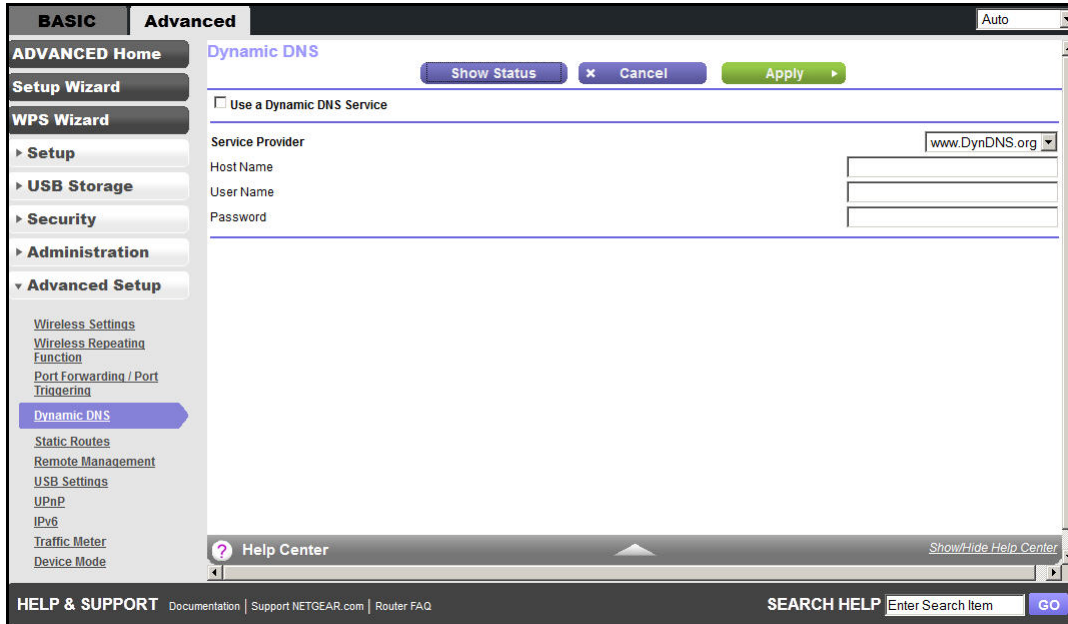 BASIC
Advanced
Auto
ADVANCED Home
Setup Wizard
WPS Wizard
Setup
USB Storage
Security
Administration
Advanced Setup
Wireless Settings
Wireless Repeating
Function
Port Forwarding / Port
Triggering
Dynamic DNS
Static Routes
Remote Management
USB Settings
UPnP
IPv6
Traffic Meter
Device Mode
Dynamic DNS
Show Status
x Cancel
Apply
Use a Dynamic DNS Service
Service Provider
www.DynDNS.org
Host Name
User Name
Password
? Help Center
Show/Hide Help Center
HELP & SUPPORT Documentation | Support NETGEAR.com | Router FAQ
SEARCH HELP Enter Search Item GO